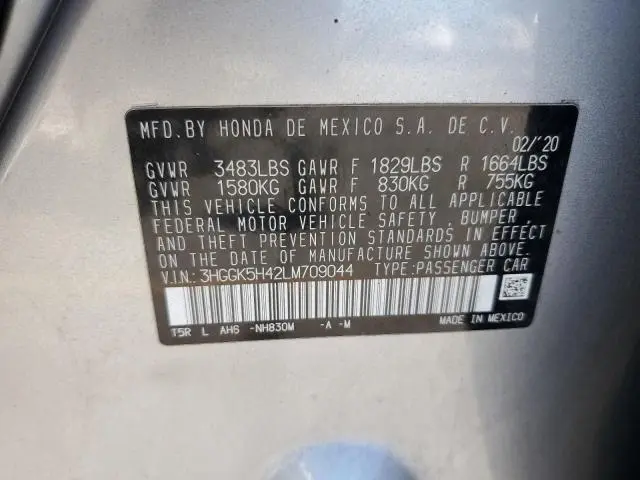 MFD.BY HONDA DE MEXICO S.A. DE C.V.
02/'20
GVWR 3483LBS GAWR F 1829LBS R 1664LBS
GVWR 1580KG GAWR F 830KG R 755KG
THIS VEHICLE CONFORMS TO ALL APPLICABLE
FEDERAL MOTOR VEHICLE SAFETY, BUMPER,
AND THEFT PREVENTION STANDARDS IN EFFECT
ON THE DATE OF MANUFACTURE SHOWN ABOVE.
V.I.N: 3HGGK5H42LM709044 TYPE:PASSENGER CAR
T5R L AH6 -NH830M -A -M MADE IN MEXICO